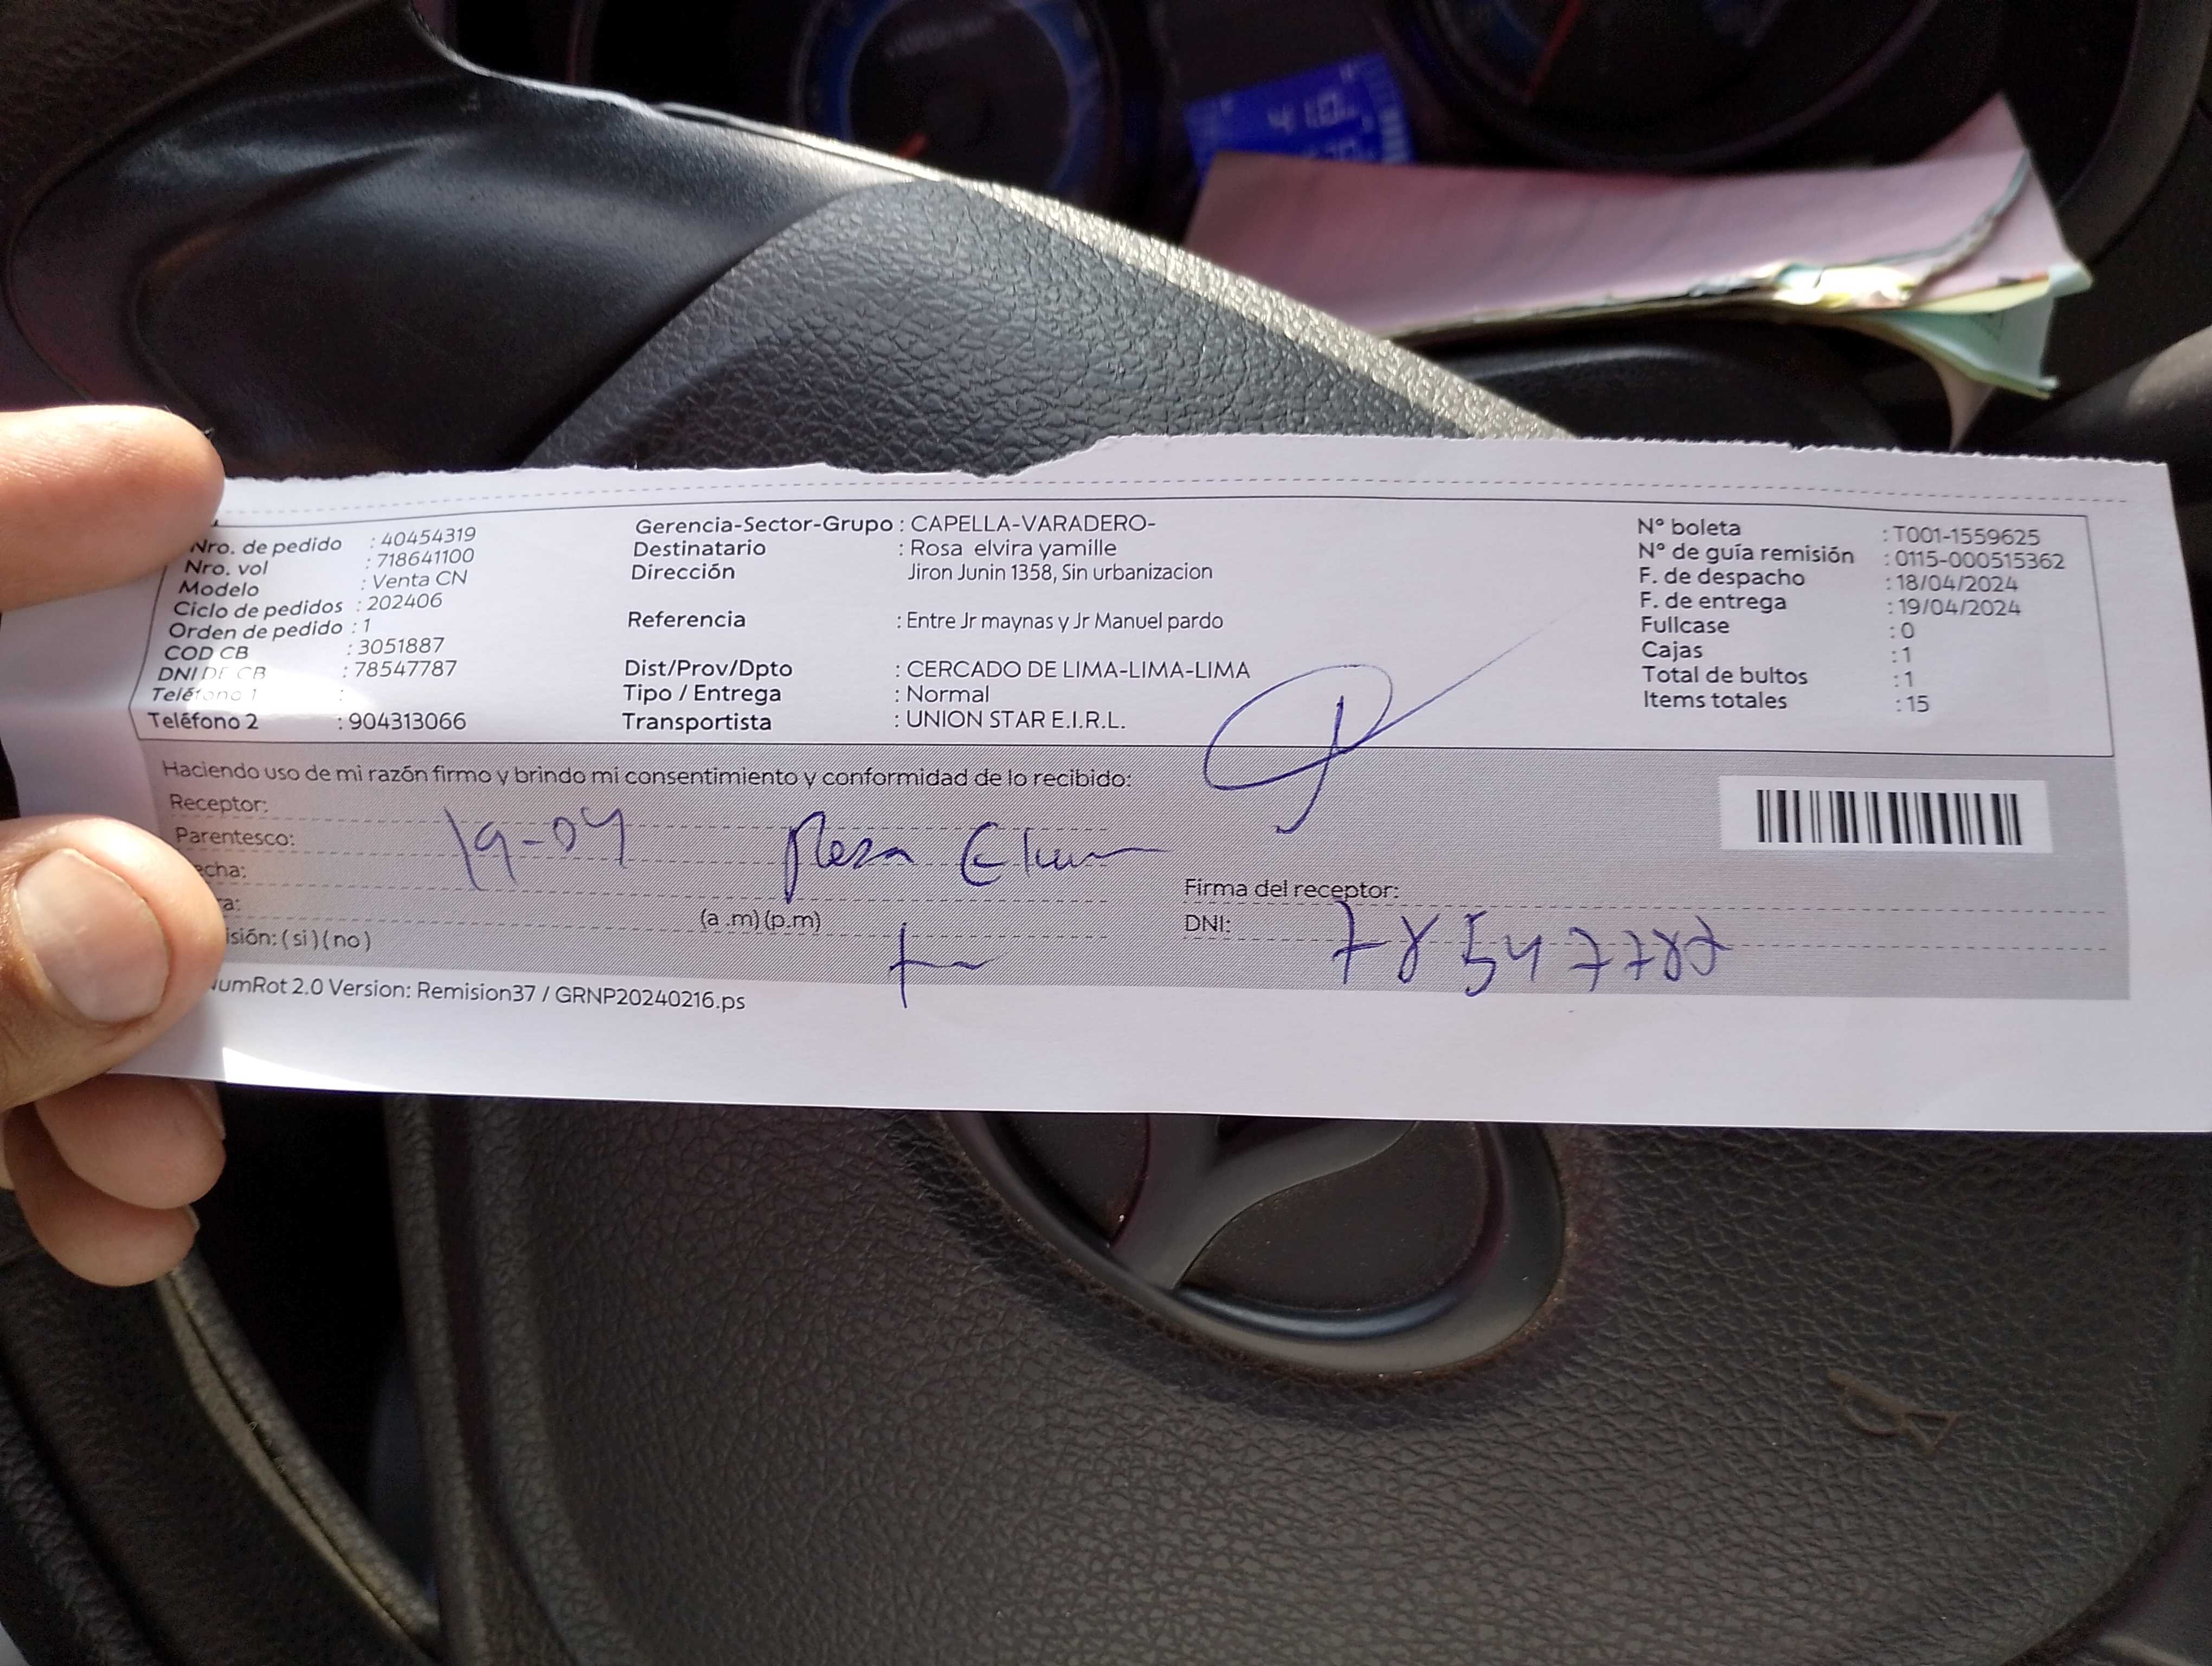 Nro. de pedido : 40454319
Nro. vol : 718641100
Modelo : Venta CN
Ciclo de pedidos : 202406
Orden de pedido : 1
COD CB : 3051887
DNI DE CB : 78547787
Teléfono 1 :
Teléfono 2 : 904313066
Gerencia-Sector-Grupo : CAPELLA-VARADERO-
Destinatario : Rosa elvira yamille
Dirección Jiron Junin 1358, Sin urbanizacion
Referencia : Entre Jr maynas y Jr Manuel pardo
Dist/Prov/Dpto : CERCADO DE LIMA-LIMA-LIMA
Tipo / Entrega : Normal
Transportista : UNION STAR E.I.R.L.
N° boleta : T001-1559625
N° de guía remisión : 0115-000515362
F. de despacho : 18/04/2024
F. de entrega : 19/04/2024
Fullcase : 0
Cajas : 1
Total de bultos : 1
Items totales : 15
Haciendo uso de mi razón firmo y brindo mi consentimiento y conformidad de lo recibido:
Receptor:
Parentesco:
19-04 Rosa
echa:
a:
(a .m) (p.m)
isión: ( si ) ( no )
Firma del receptor:
DNI: 78547787
umRot 2.0 Version: Remision37 / GRNP20240216.ps